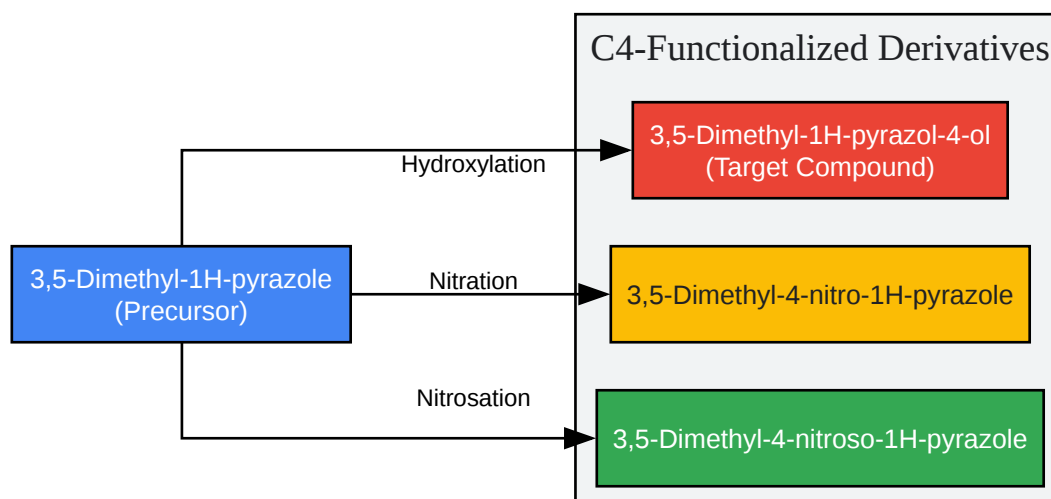 C4-Functionalized Derivatives
3,5-Dimethyl-1H-pyrazol-4-ol
(Target Compound)
Hydroxylation
3,5-Dimethyl-1H-pyrazole
(Precursor)
Nitration
3,5-Dimethyl-4-nitro-1H-pyrazole
Nitrosation
3,5-Dimethyl-4-nitroso-1H-pyrazole